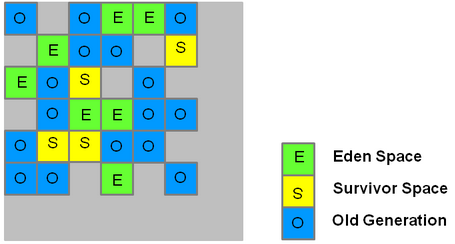 O O E E O
E O O S
E O S O
O E E O O
O S S O O
O O E O
E Eden Space
S Survivor Space
O Old Generation